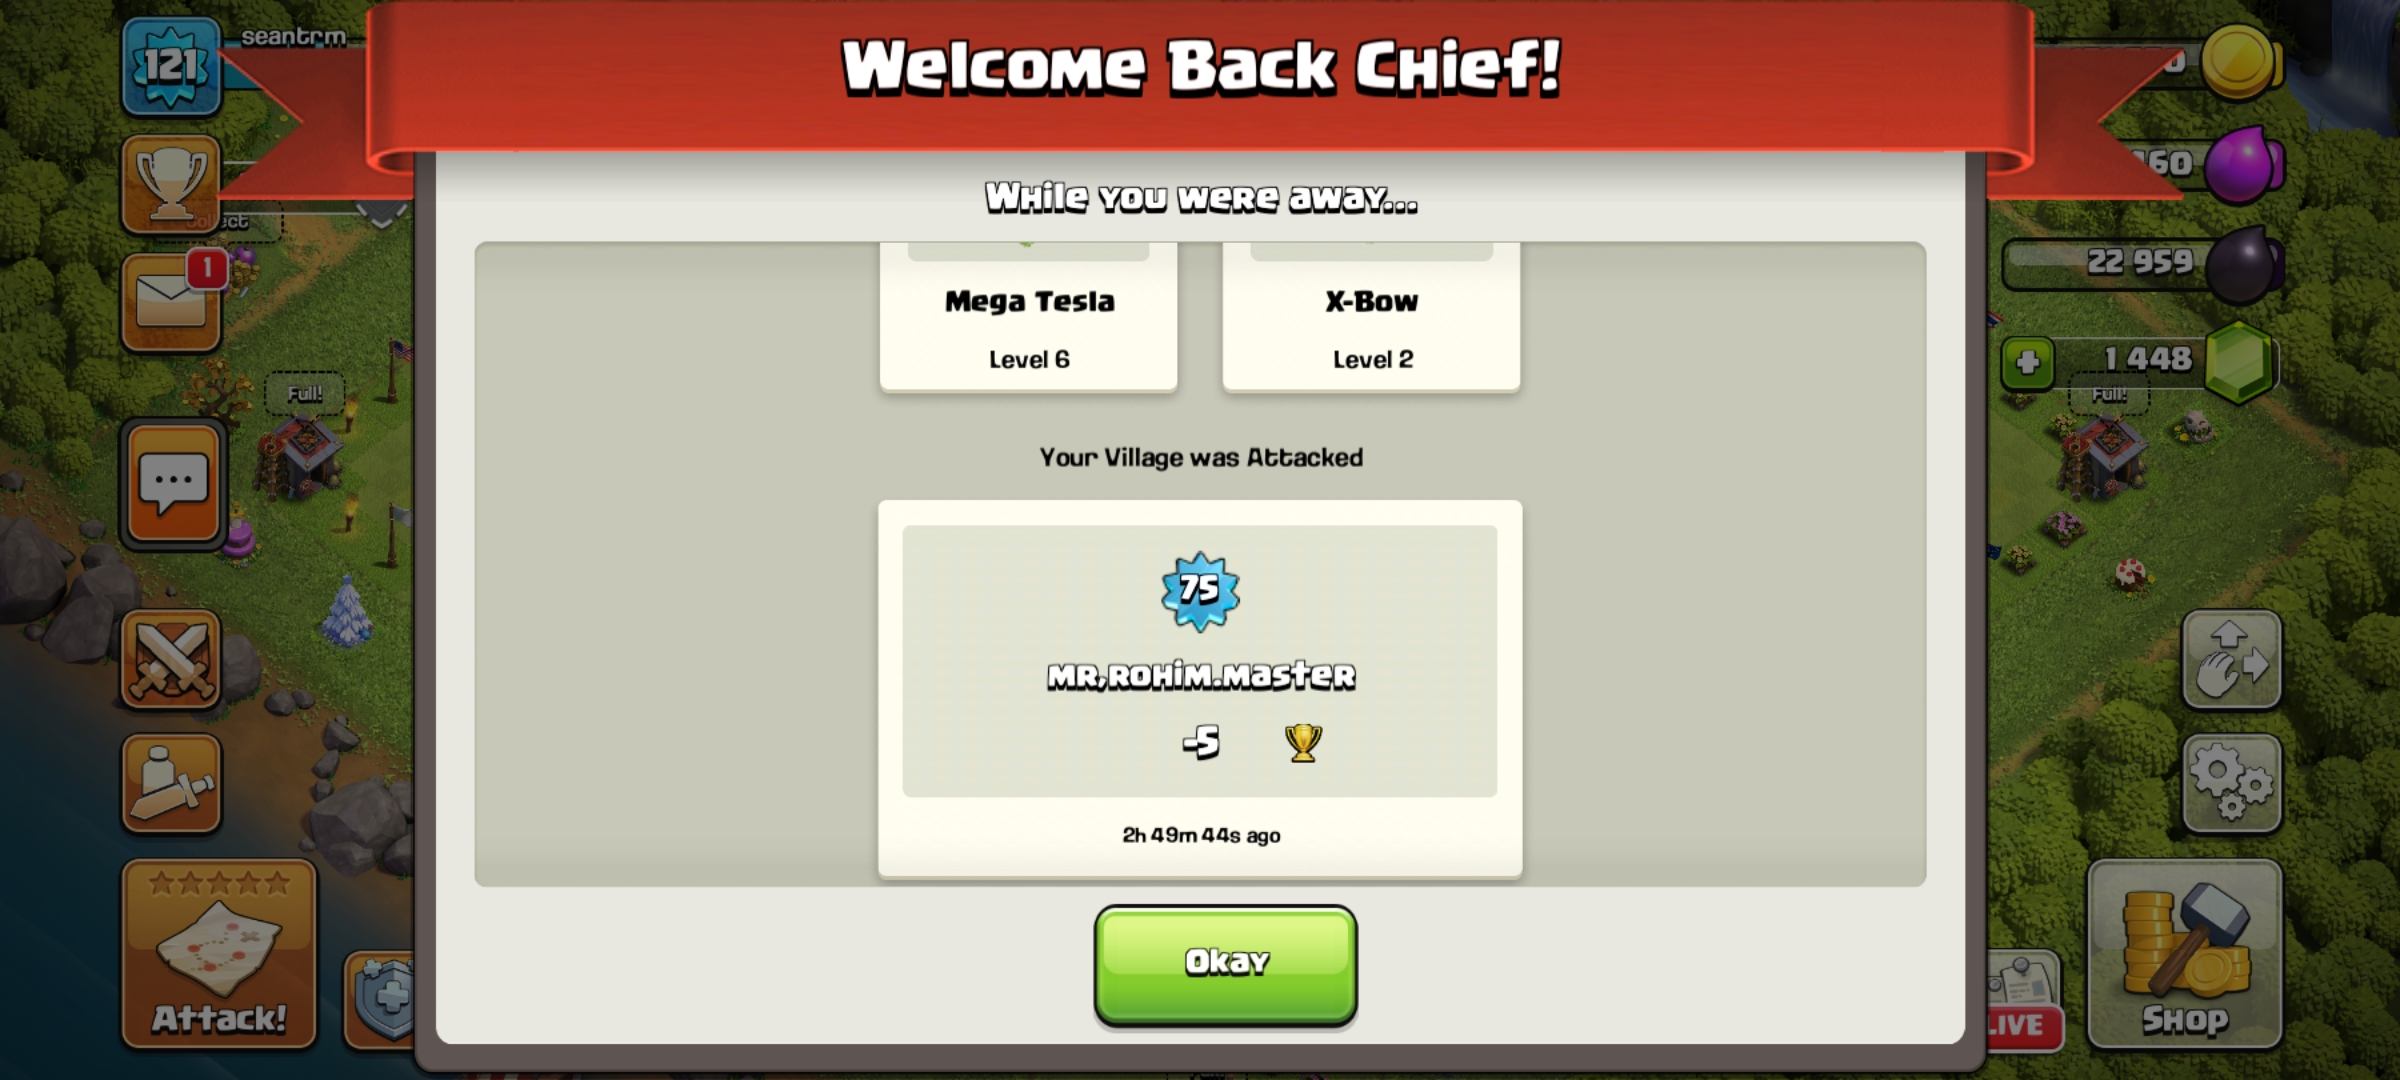 Welcome Back Chief!
121
seantrm
While you were away...
Mega Tesla
X-Bow
Level 6
Level 2
Your Village was Attacked
75
MR,ROHIM.MASTER
-5
2h 49m 44s ago
Okay
1
Full!
Attack!
0
160
22 959
1 448
Full!
LIVE
Shop